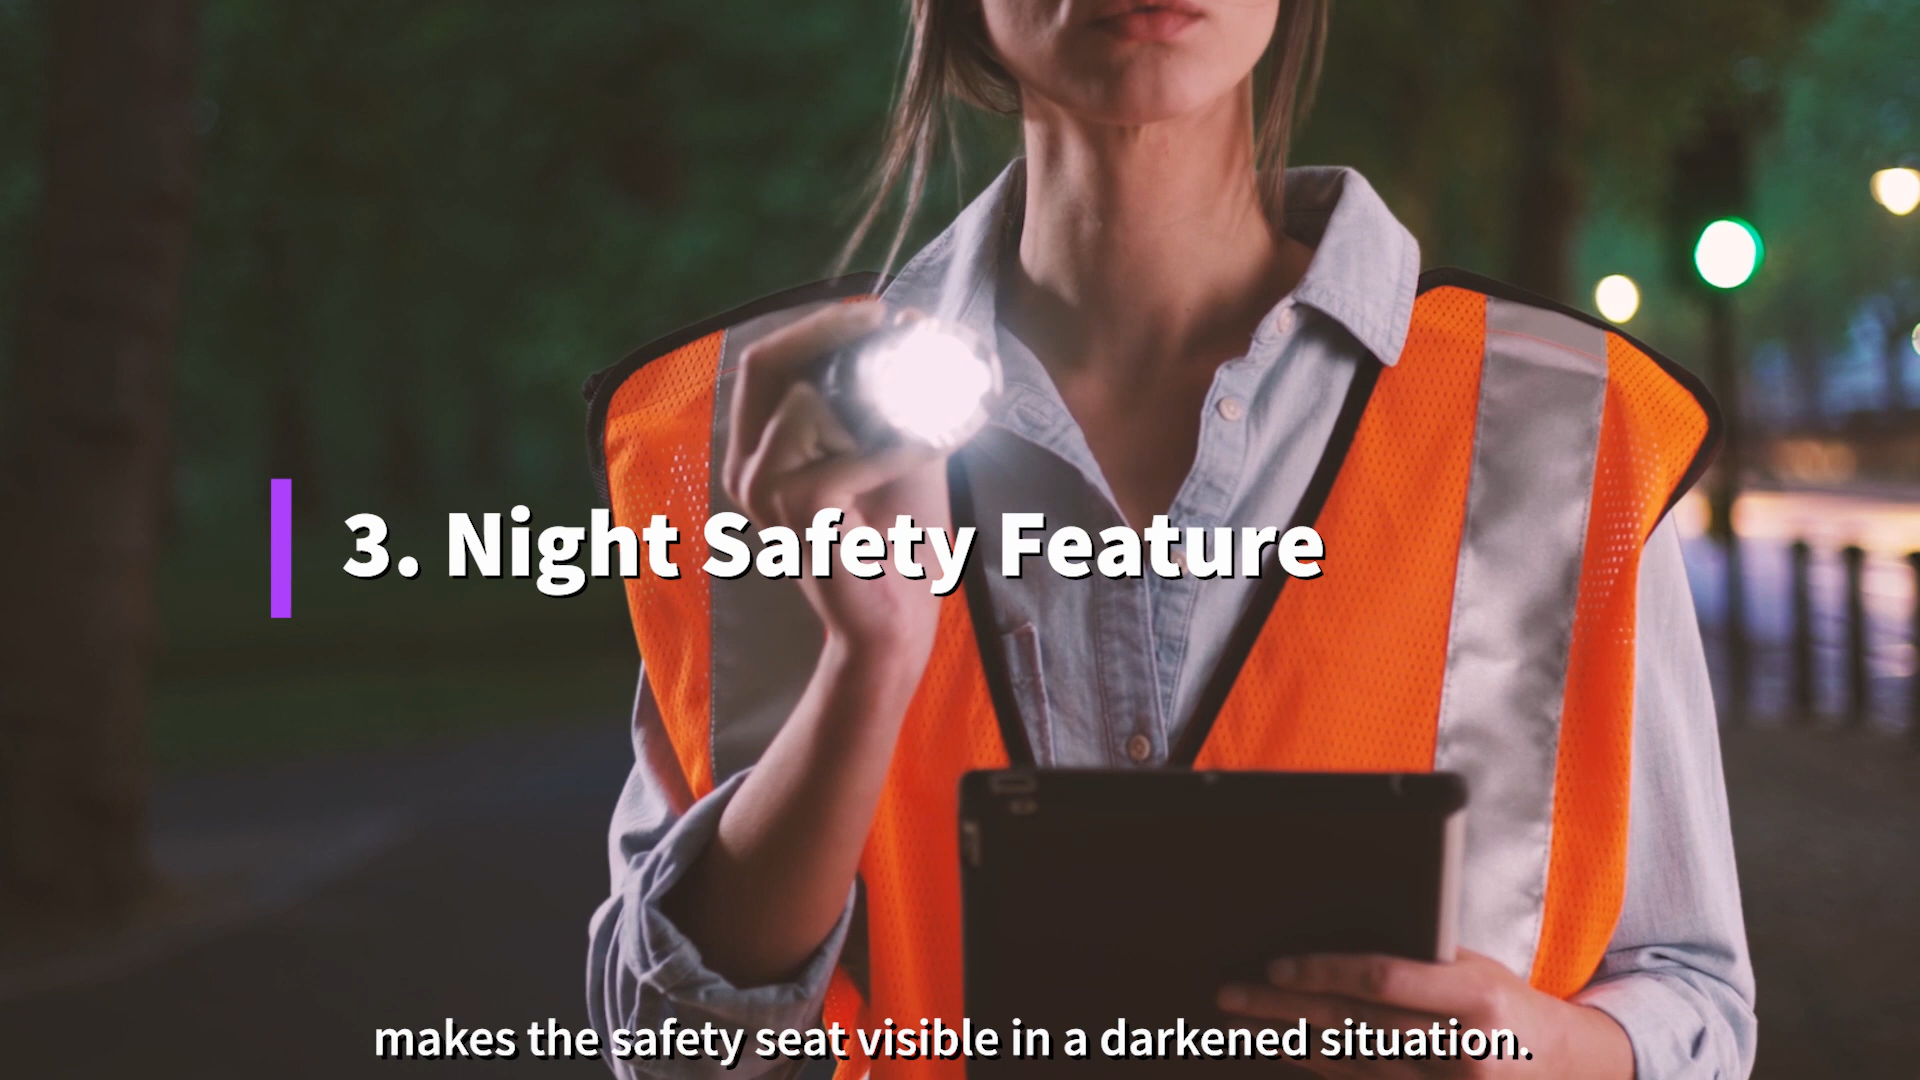 3. Night Safety Feature
makes the safety seat visible in a darkened situation.